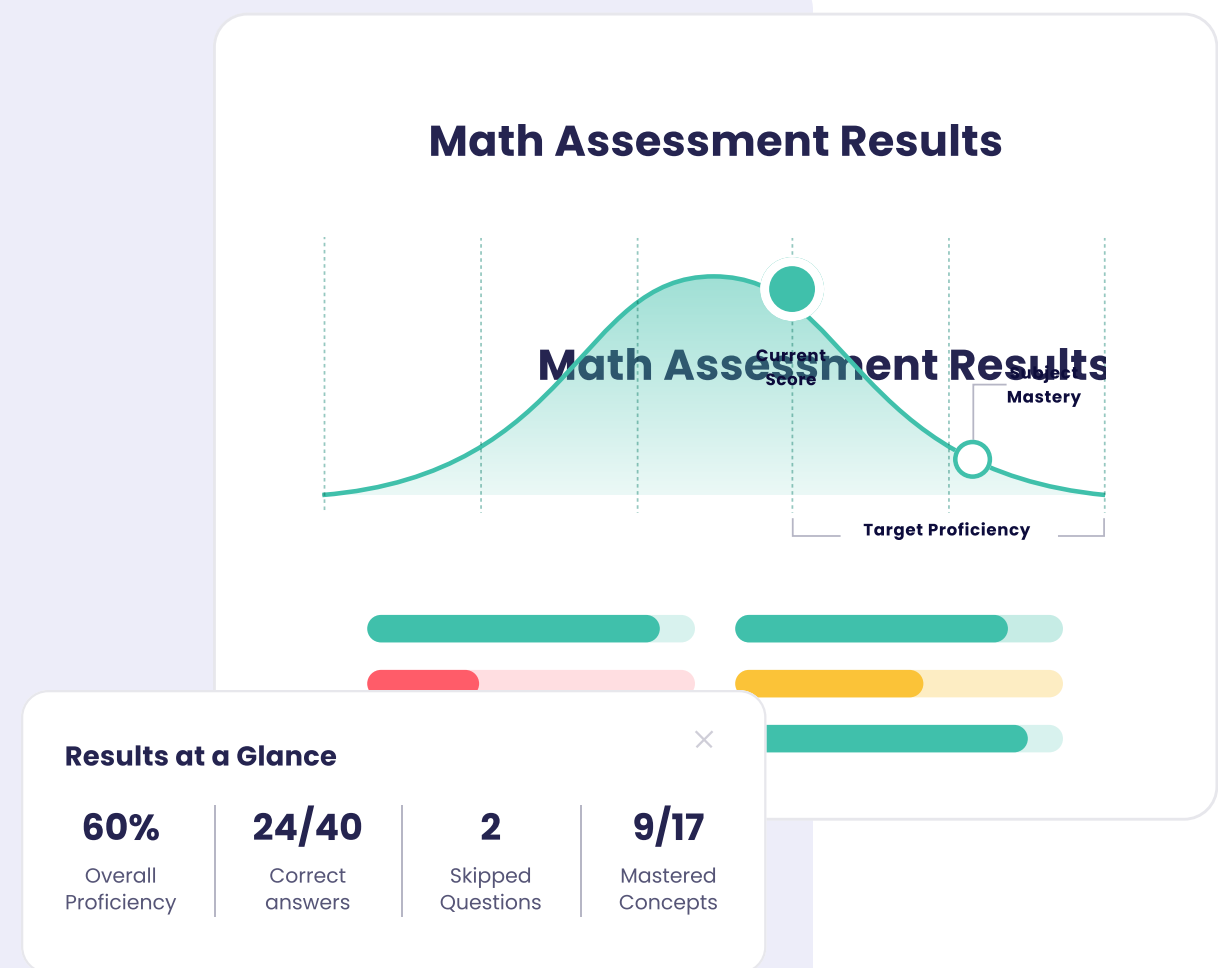 Math Assessment Results
Math Assessment Results
Current
Score
Subject
Mastery
Target Proficiency
Results at a Glance
60%
Overall
Proficiency
24/40
Correct
answers
2
Skipped
Questions
9/17
Mastered
Concepts